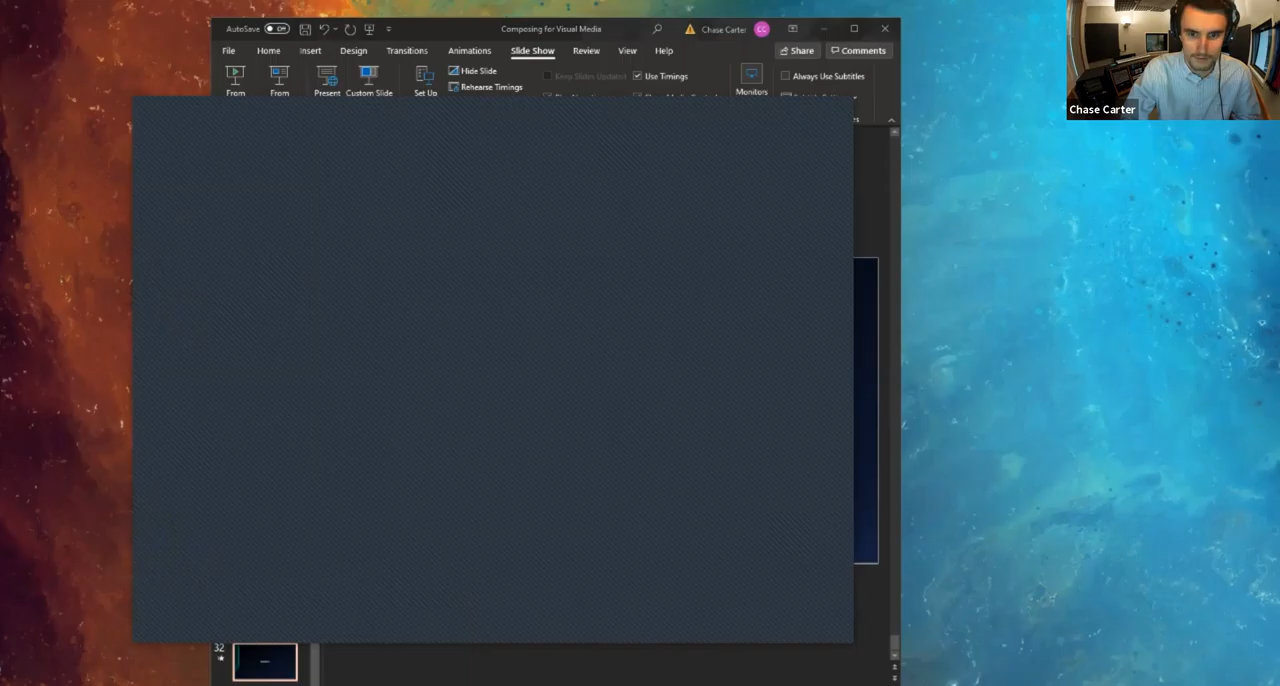 AutoSave Off Composing for Visual Media Chase Carter CC
File Home Insert Design Transitions Animations Slide Show Review View Help Share Comments
Hide Slide Keep Slides Updated Use Timings Always Use Subtitles
Rehearse Timings
From From Present Custom Slide Set Up Monitors
Chase Carter
32